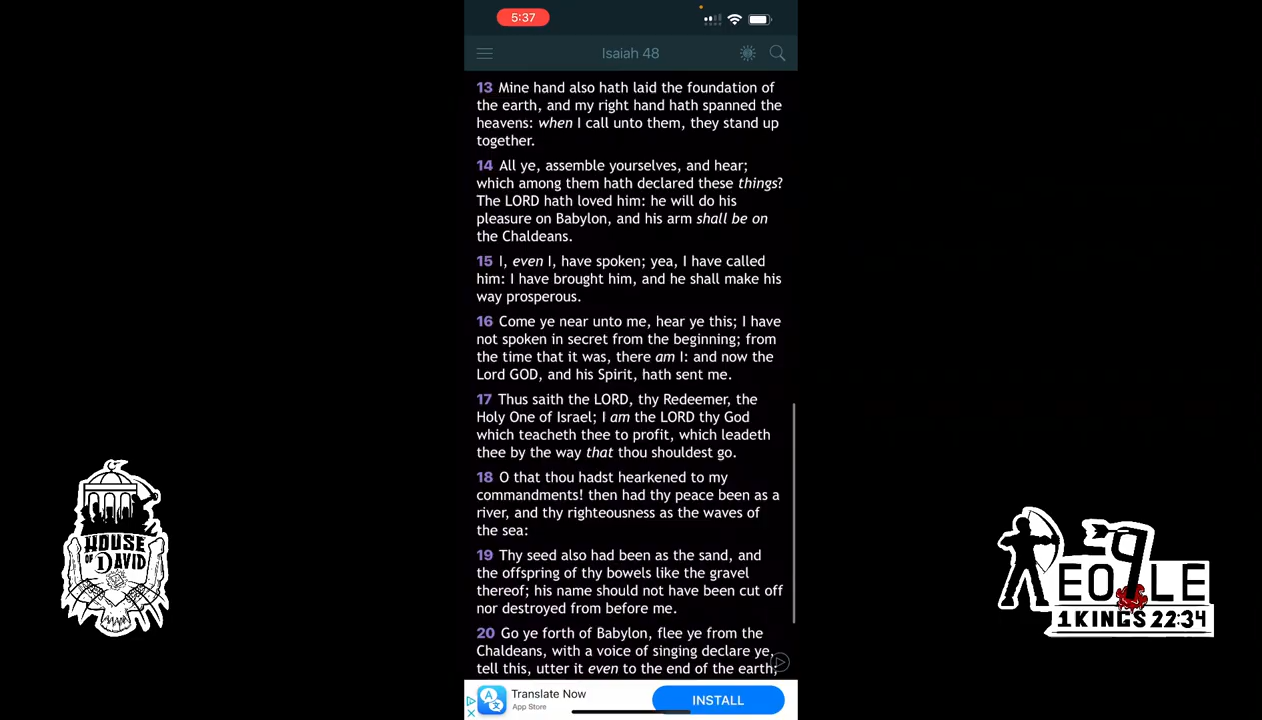 5:37
Isaiah 48
13 Mine hand also hath laid the foundation of
the earth, and my right hand hath spanned the
heavens: when I call unto them, they stand up
together.
14 All ye, assemble yourselves, and hear;
which among them hath declared these things?
The LORD hath loved him: he will do his
pleasure on Babylon, and his arm shall be on
the Chaldeans.
15 I, even I, have spoken; yea, I have called
him: I have brought him, and he shall make his
way prosperous.
16 Come ye near unto me, hear ye this; I have
not spoken in secret from the beginning; from
the time that it was, there am I: and now the
Lord GOD, and his Spirit, hath sent me.
17 Thus saith the LORD, thy Redeemer, the
Holy One of Israel; I am the LORD thy God
which teacheth thee to profit, which leadeth
thee by the way that thou shouldest go.
18 O that thou hadst hearkened to my
commandments! then had thy peace been as a
river, and thy righteousness as the waves of
the sea:
19 Thy seed also had been as the sand, and
the offspring of thy bowels like the gravel
thereof; his name should not have been cut off
nor destroyed from before me.
20 Go ye forth of Babylon, flee ye from the
Chaldeans, with a voice of singing declare ye,
tell this, utter it even to the end of the earth;
Translate Now
App Store
INSTALL
HOUSE
OF DAVID
PEOPLE
1 KINGS 22:34